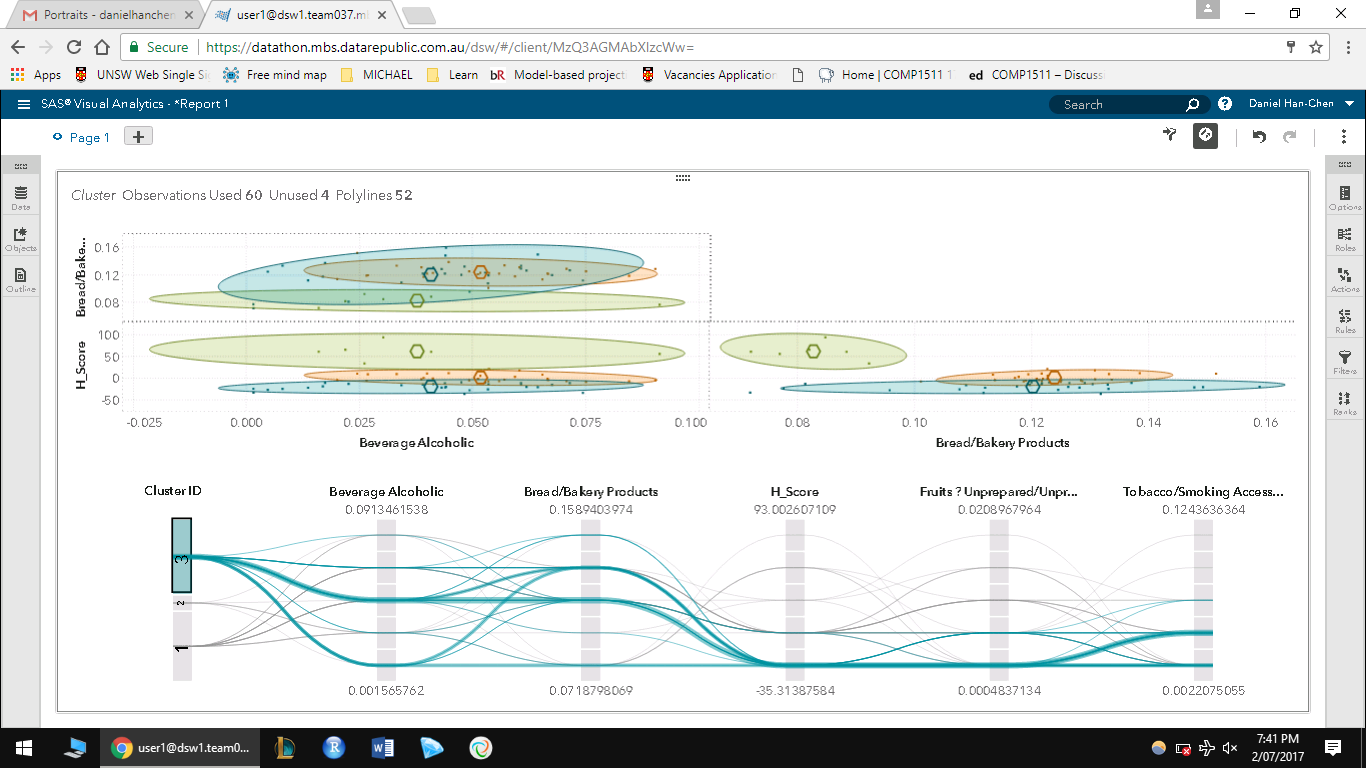 Portraits - danielhanchen
user1@dsw1.team037.m
Secure https://datathon.mbs.datarepublic.com.au/dsw/#/client/MzQ3AGMAbXIzcWw=
Apps UNSW Web Single Si Free mind map MICHAEL Learn bR Model-based project Vacancies Application Home | COMP1511 1 ed COMP1511 – Discuss
SAS® Visual Analytics - *Report 1 Search ? Daniel Han-Chen
Page 1 +
Data
Objects
Outline
Options
Roles
Actions
Rules
Filters
Ranks
Cluster Observations Used 60 Unused 4 Polylines 52
Bread/Bake...
0.16
0.12
0.08
H_Score
100
50
0
-50
-0.025 0.000 0.025 0.050 0.075 0.100 0.08 0.10 0.12 0.14 0.16
Beverage Alcoholic Bread/Bakery Products
Cluster ID Beverage Alcoholic Bread/Bakery Products H_Score Fruits ? Unprepared/Unpr... Tobacco/Smoking Access...
0.0913461538 0.1589403974 93.002607109 0.0208967964 0.1243636364
3
2
1
0.001565762 0.0718798069 -35.31387584 0.0004837134 0.0022075055
user1@dsw1.team0...
R
W
7:41 PM
2/07/2017